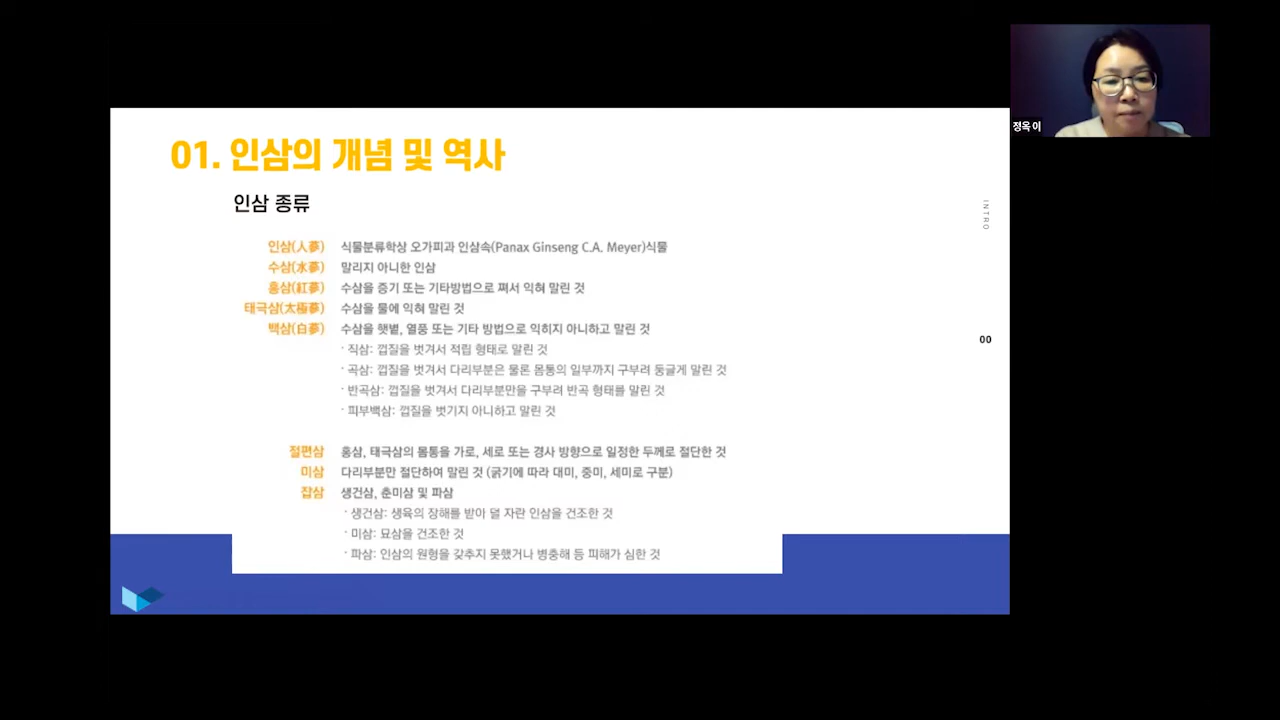 01. 인삼의 개념 및 역사
인삼 종류
인삼(人蔘) 식물분류학상 오가피과 인삼속(Panax Ginseng C.A. Meyer)식물
수삼(水蔘) 말리지 아니한 인삼
홍삼(紅蔘) 수삼을 증기 또는 기타방법으로 쪄서 익혀 말린 것
태극삼(太極蔘) 수삼을 물에 익혀 말린 것
백삼(白蔘) 수삼을 햇볕, 열풍 또는 기타 방법으로 익히지 아니하고 말린 것
· 직삼: 껍질을 벗겨서 적립 형태로 말린 것
· 곡삼: 껍질을 벗겨서 다리부분은 물론 몸통의 일부까지 구부려 둥글게 말린 것
· 반곡삼: 껍질을 벗겨서 다리부분만을 구부려 반곡 형태를 말린 것
· 피부백삼: 껍질을 벗기지 아니하고 말린 것
절편삼 홍삼, 태극삼의 몸통을 가로, 세로 또는 경사 방향으로 일정한 두께로 절단한 것
미삼 다리부분만 절단하여 말린 것 (굵기에 따라 대미, 중미, 세미로 구분)
잡삼 생건삼, 춘미삼 및 파삼
· 생건삼: 생육의 장해를 받아 덜 자란 인삼을 건조한 것
· 미삼: 묘삼을 건조한 것
· 파삼: 인삼의 원형을 갖추지 못했거나 병충해 등 피해가 심한 것
INTRO
00
정옥 이